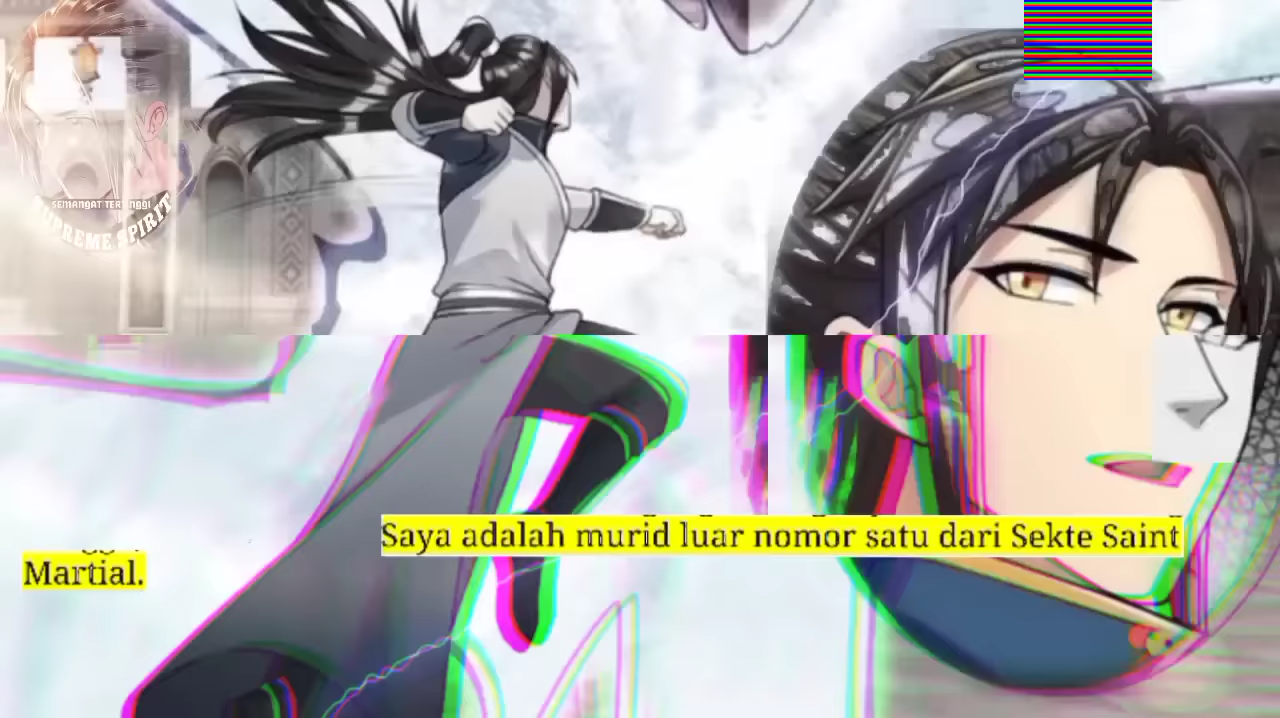 SEMANGAT TERTINGGI
SUPREME SPIRIT
Saya adalah murid luar nomor satu dari Sekte Saint
Martial.